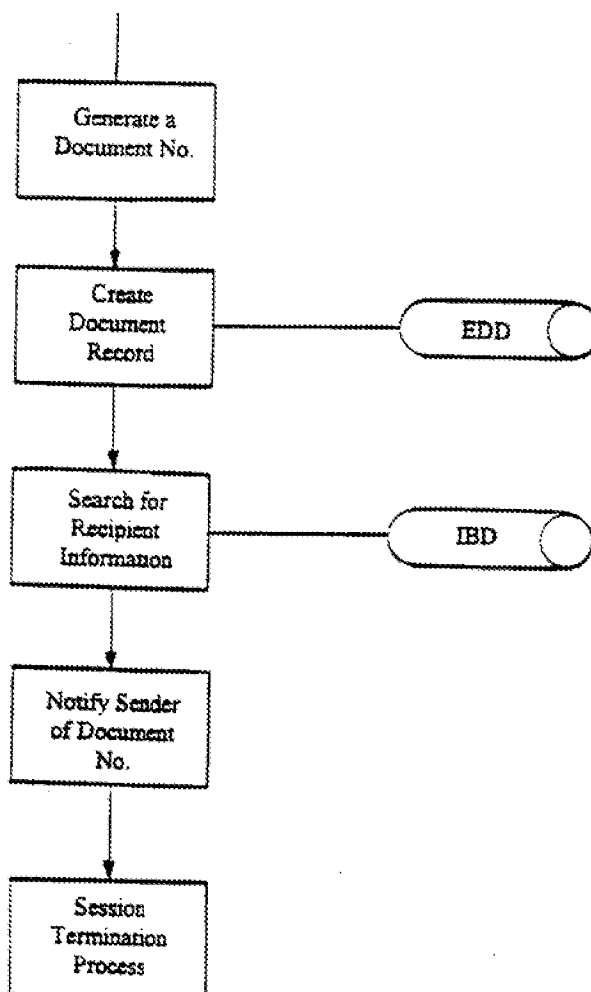 Generate a
Document No.
Create
Document
Record
EDD
Search for
Recipient
Information
IBD
Notify Sender
of Document
No.
Session
Termination
Process